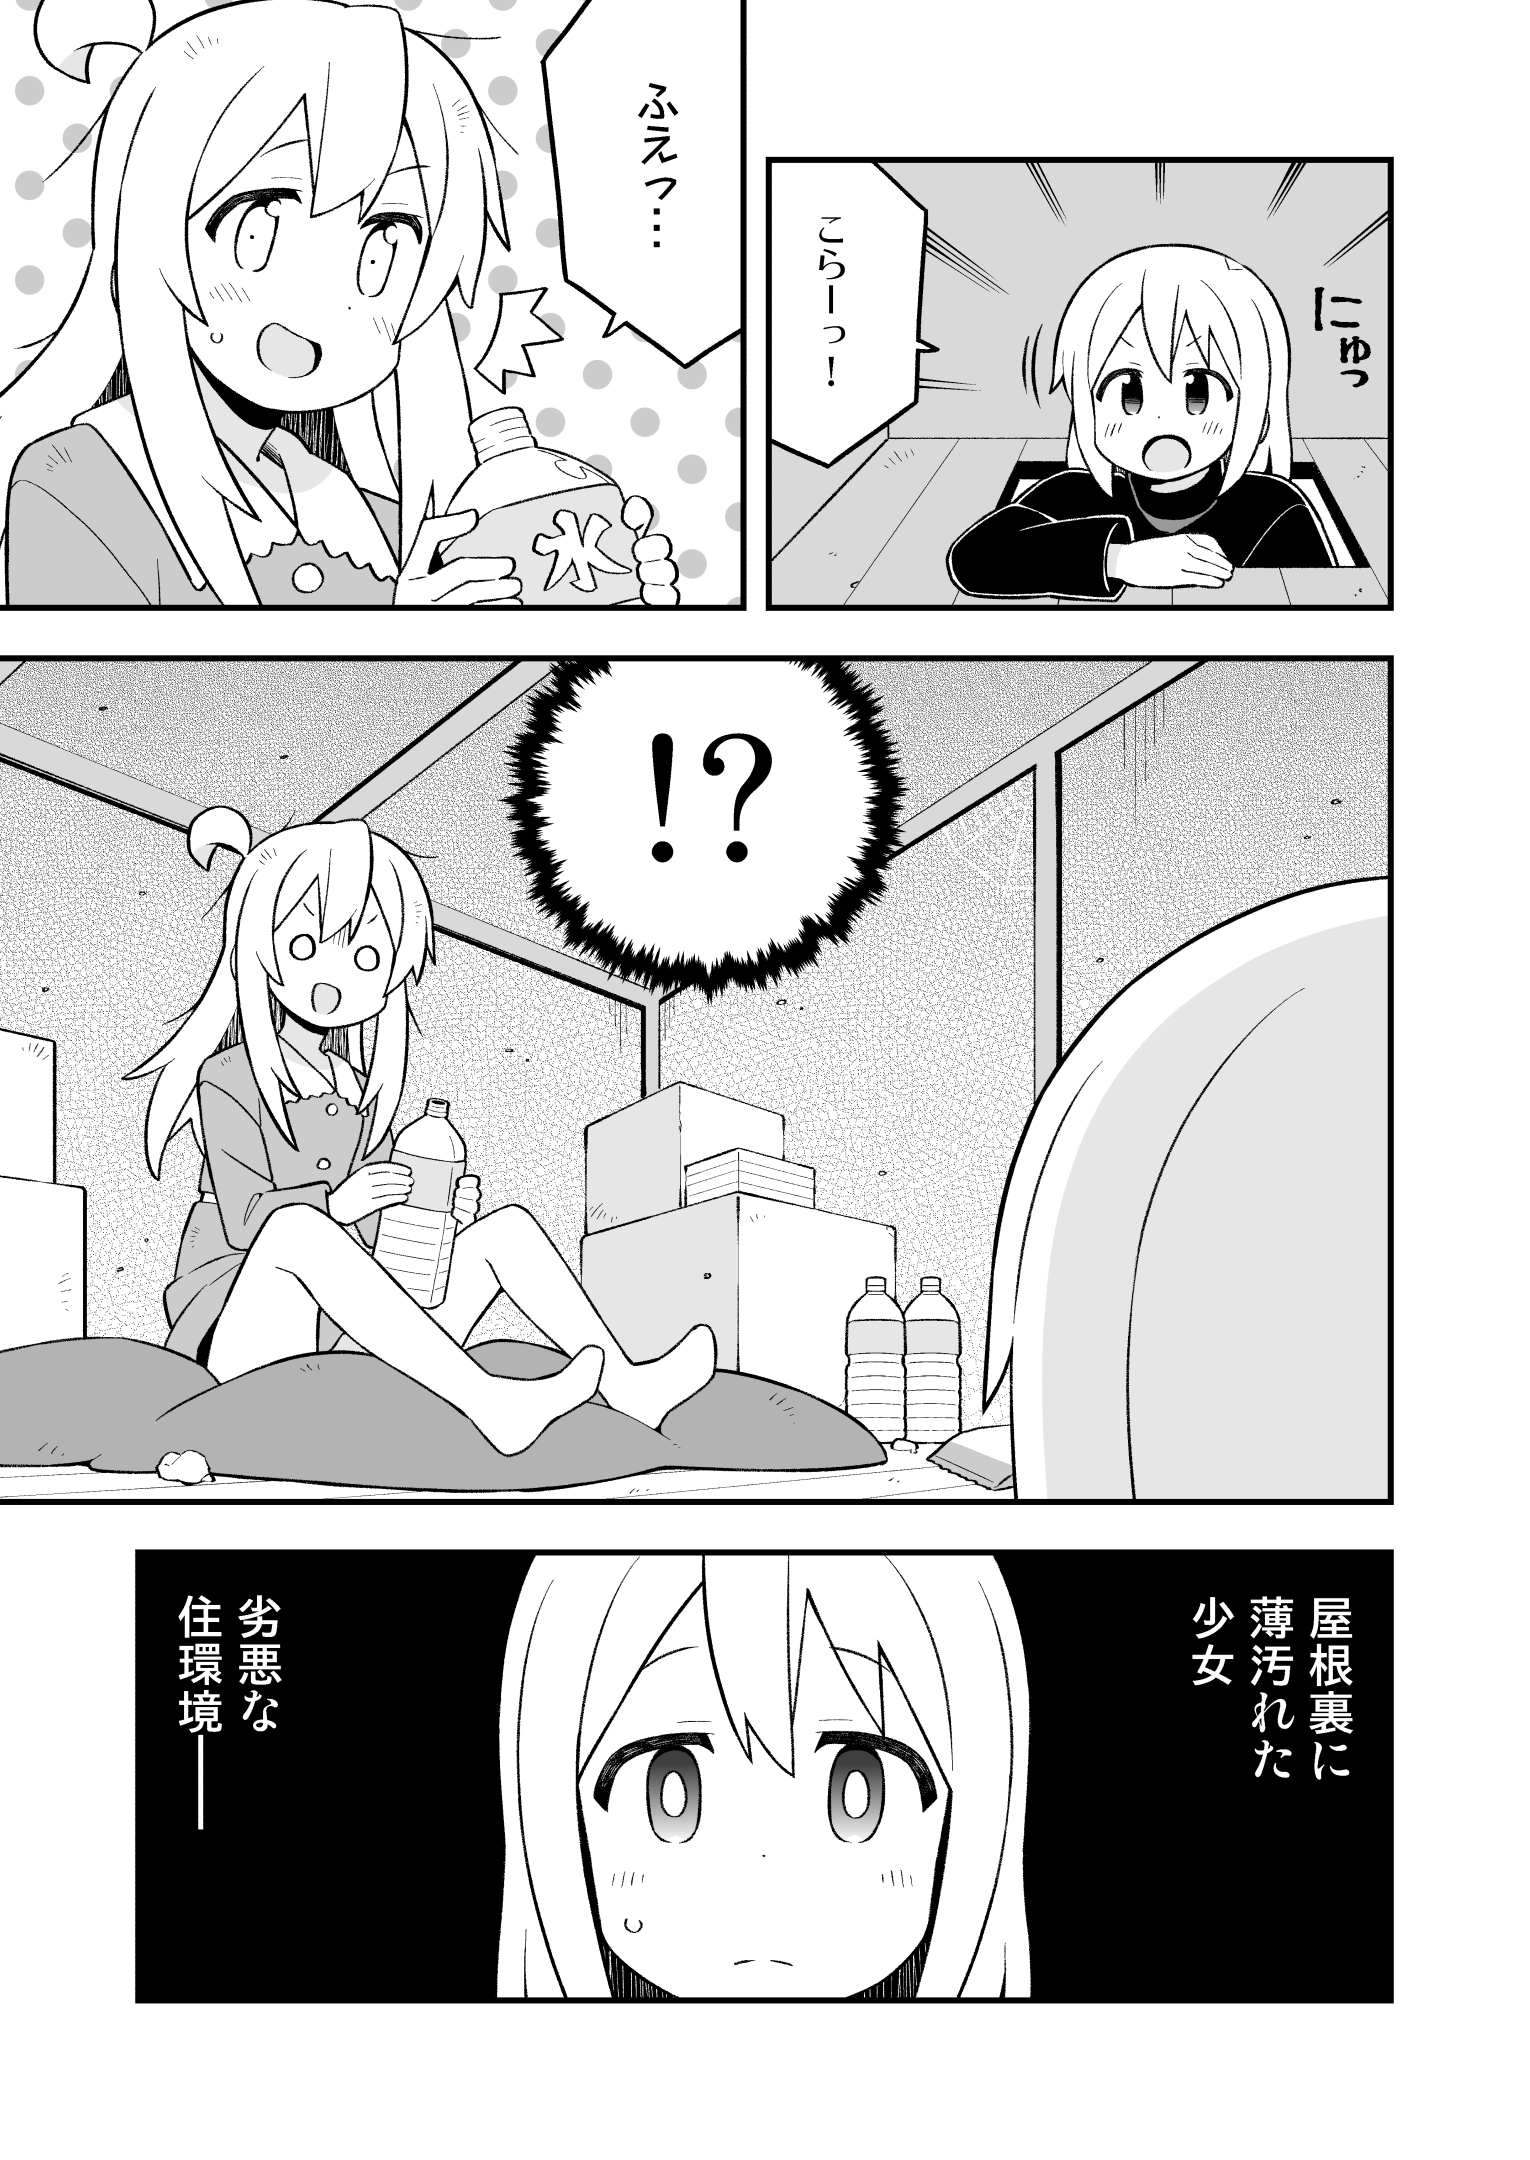 こらーっ！
にゅっ
ふえっ…
水
！？
屋根裏に
薄汚れた
少女
劣悪な
住環境――